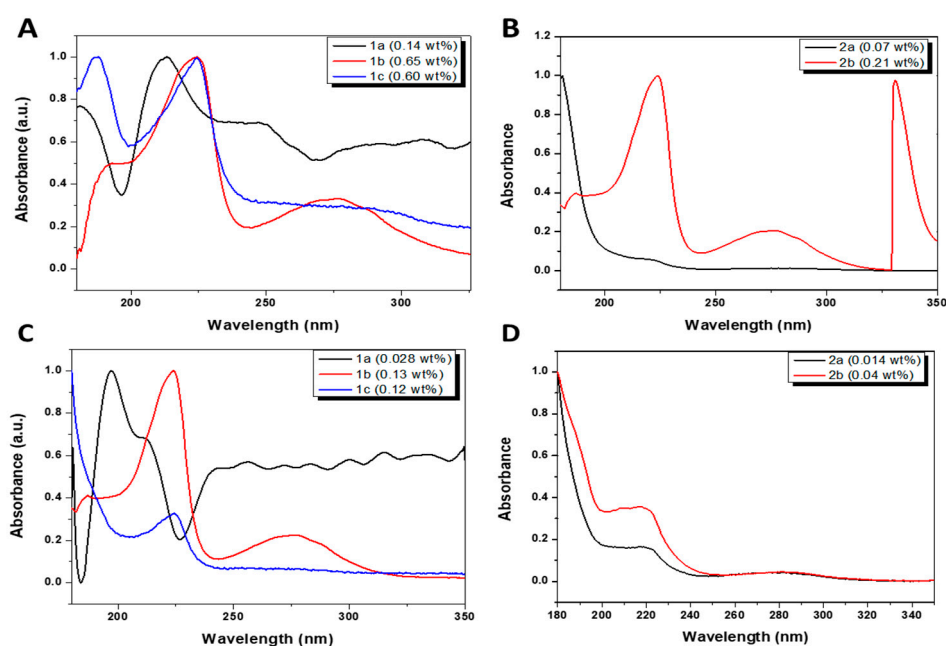 A
1a (0.14 wt%)
1b (0.65 wt%)
1c (0.60 wt%)
Absorbance (a.u.)
1.0
0.8
0.6
0.4
0.2
0.0
200
250
300
Wavelength (nm)
B
2a (0.07 wt%)
2b (0.21 wt%)
Absorbance
1.2
1.0
0.8
0.6
0.4
0.2
0.0
200
250
300
350
Wavelength (nm)
C
1a (0.028 wt%)
1b (0.13 wt%)
1c (0.12 wt%)
Absorbance (a.u.)
1.0
0.8
0.6
0.4
0.2
0.0
200
250
300
350
Wavelength (nm)
D
2a (0.014 wt%)
2b (0.04 wt%)
Absorbance
1.0
0.8
0.6
0.4
0.2
0.0
180
200
220
240
260
280
300
320
340
Wavelength (nm)